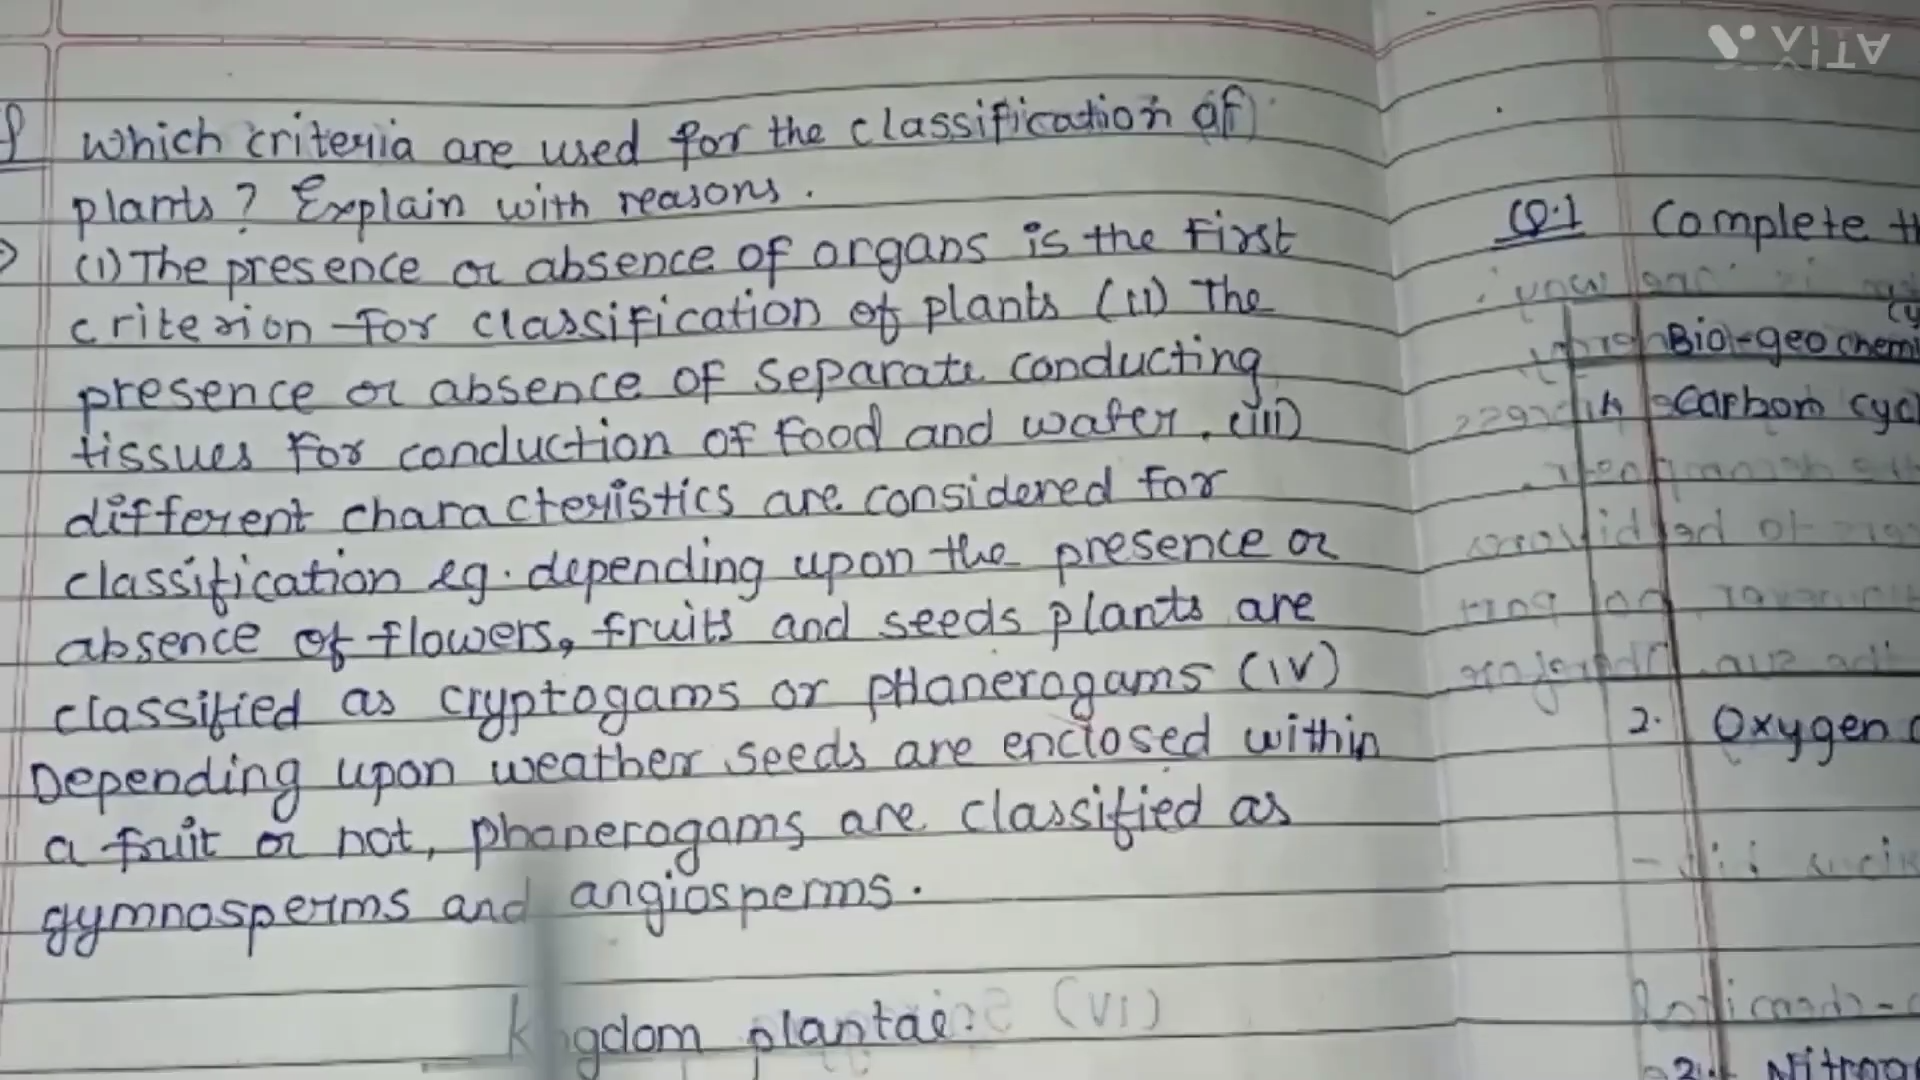 which criteria are used for the classification of
plants? Explain with reasons.
(i) The presence or absence of organs is the first
criterion for classification of plants (ii) The
presence or absence of separate conducting
tissues for conduction of food and water. (iii)
different characteristics are considered for
classification eg. depending upon the presence or
absence of flowers, fruits and seeds plants are
classified as cryptogams or pHanerogams (iv)
Depending upon weather seeds are enclosed within
a fruit or not, phanerogams are classified as
gymnosperms and angiosperms.
plantae
Q.1 Complete
Bio-geo
Carbon
2. Oxygen
2.
VITA